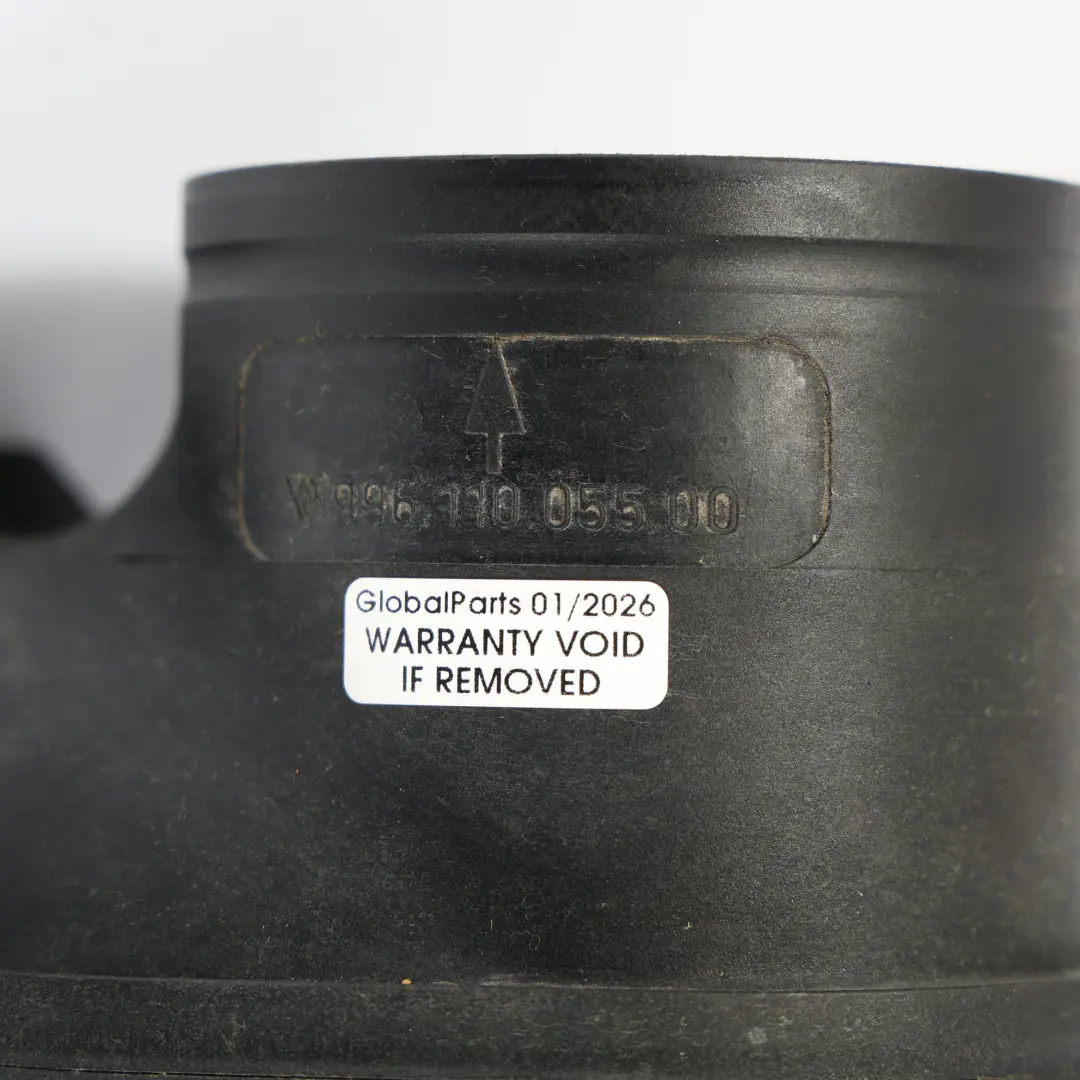 W 996.110.055.00
GlobalParts 01/2026
WARRANTY VOID
IF REMOVED